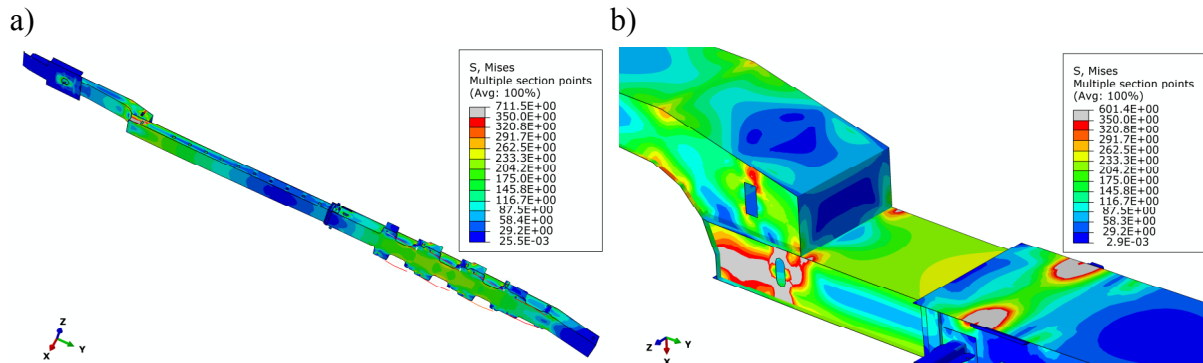 a)
S, Mises
Multiple section points
(Avg: 100%)
711.5E+00
350.0E+00
320.8E+00
291.7E+00
262.5E+00
233.3E+00
204.2E+00
175.0E+00
145.8E+00
116.7E+00
87.5E+00
58.4E+00
29.2E+00
25.5E-03
Z
Y
X
b)
S, Mises
Multiple section points
(Avg: 100%)
601.4E+00
350.0E+00
320.8E+00
291.7E+00
262.5E+00
233.3E+00
204.2E+00
175.0E+00
145.8E+00
116.7E+00
87.5E+00
58.3E+00
29.2E+00
2.9E-03
Z
Y
X